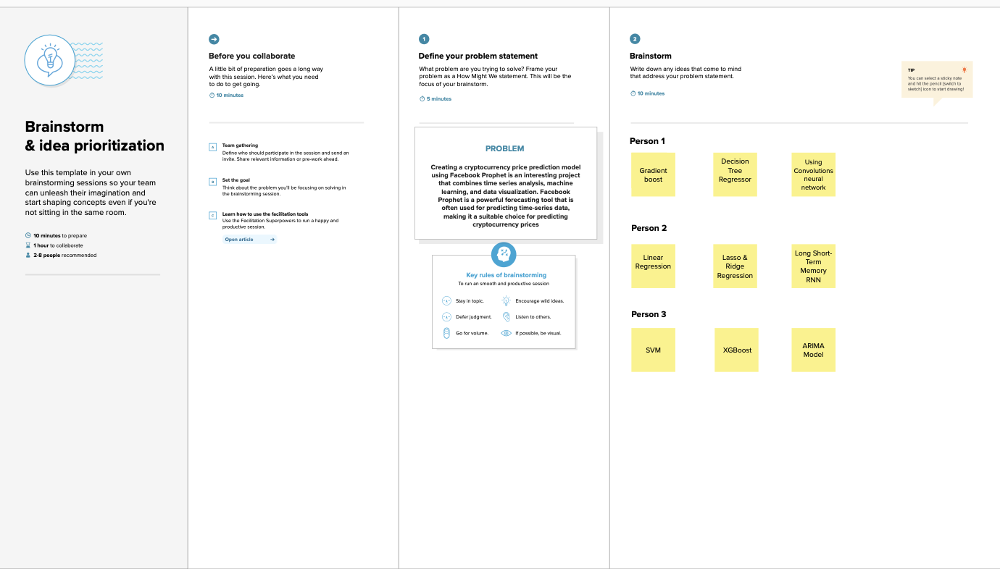 Brainstorm
& idea prioritization
Use this template in your own
brainstorming sessions so your team
can unleash their imagination and
start shaping concepts even if you're
not sitting in the same room.
10 minutes to prepare
1 hour to collaborate
2-8 people recommended
Before you collaborate
A little bit of preparation goes a long way
with this session. Here's what you need
to do to get going.
10 minutes
A
Team gathering
Define who should participate in the session and send an
invite. Share relevant information or pre-work ahead.
B
Set the goal
Think about the problem you'll be focusing on solving in
the brainstorming session.
C
Learn how to use the facilitation tools
Use the Facilitation Superpowers to run a happy and
productive session.
Open article
1
Define your problem statement
What problem are you trying to solve? Frame your
problem as a How Might We statement. This will be the
focus of your brainstorm.
5 minutes
PROBLEM
Creating a cryptocurrency price prediction model
using Facebook Prophet is an interesting project
that combines time series analysis, machine
learning, and data visualization. Facebook
Prophet is a powerful forecasting tool that is
often used for predicting time-series data,
making it a suitable choice for predicting
cryptocurrency prices
Key rules of brainstorming
To run an smooth and productive session
Stay in topic.
Encourage wild ideas.
Defer judgment.
Listen to others.
Go for volume.
If possible, be visual.
2
Brainstorm
Write down any ideas that come to mind
that address your problem statement.
10 minutes
TIP
You can select a sticky note
and hit the pencil [switch to
sketch] icon to start drawing!
Person 1
Gradient
boost
Decision
Tree
Regressor
Using
Convolutions
neural
network
Person 2
Linear
Regression
Lasso &
Ridge
Regression
Long Short-
Term
Memory
RNN
Person 3
SVM
XGBoost
ARIMA
Model